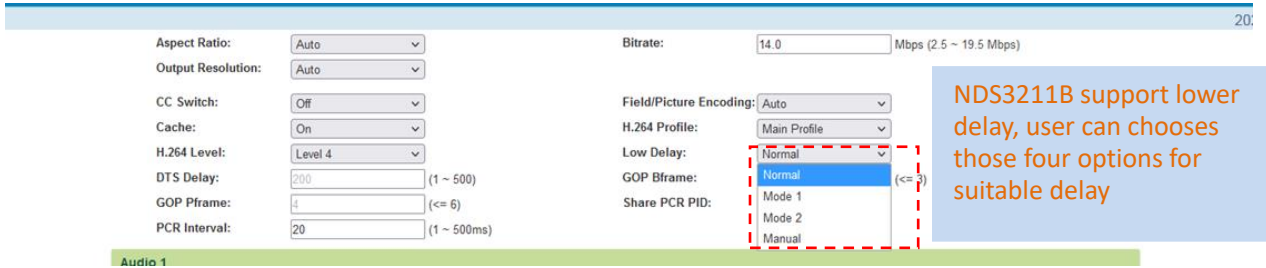 202
Aspect Ratio: Auto Bitrate: 14.0 Mbps (2.5 ~ 19.5 Mbps)
Output Resolution: Auto
CC Switch: Off Field/Picture Encoding: Auto
Cache: On H.264 Profile: Main Profile
H.264 Level: Level 4 Low Delay: Normal
DTS Delay: 200 (1 ~ 500) GOP Bframe: Normal (<= 3)
GOP Pframe: 4 (<= 6) Share PCR PID: Mode 1
Mode 2
PCR Interval: 20 (1 ~ 500ms) Manual
Audio 1
NDS3211B support lower
delay, user can chooses
those four options for
suitable delay